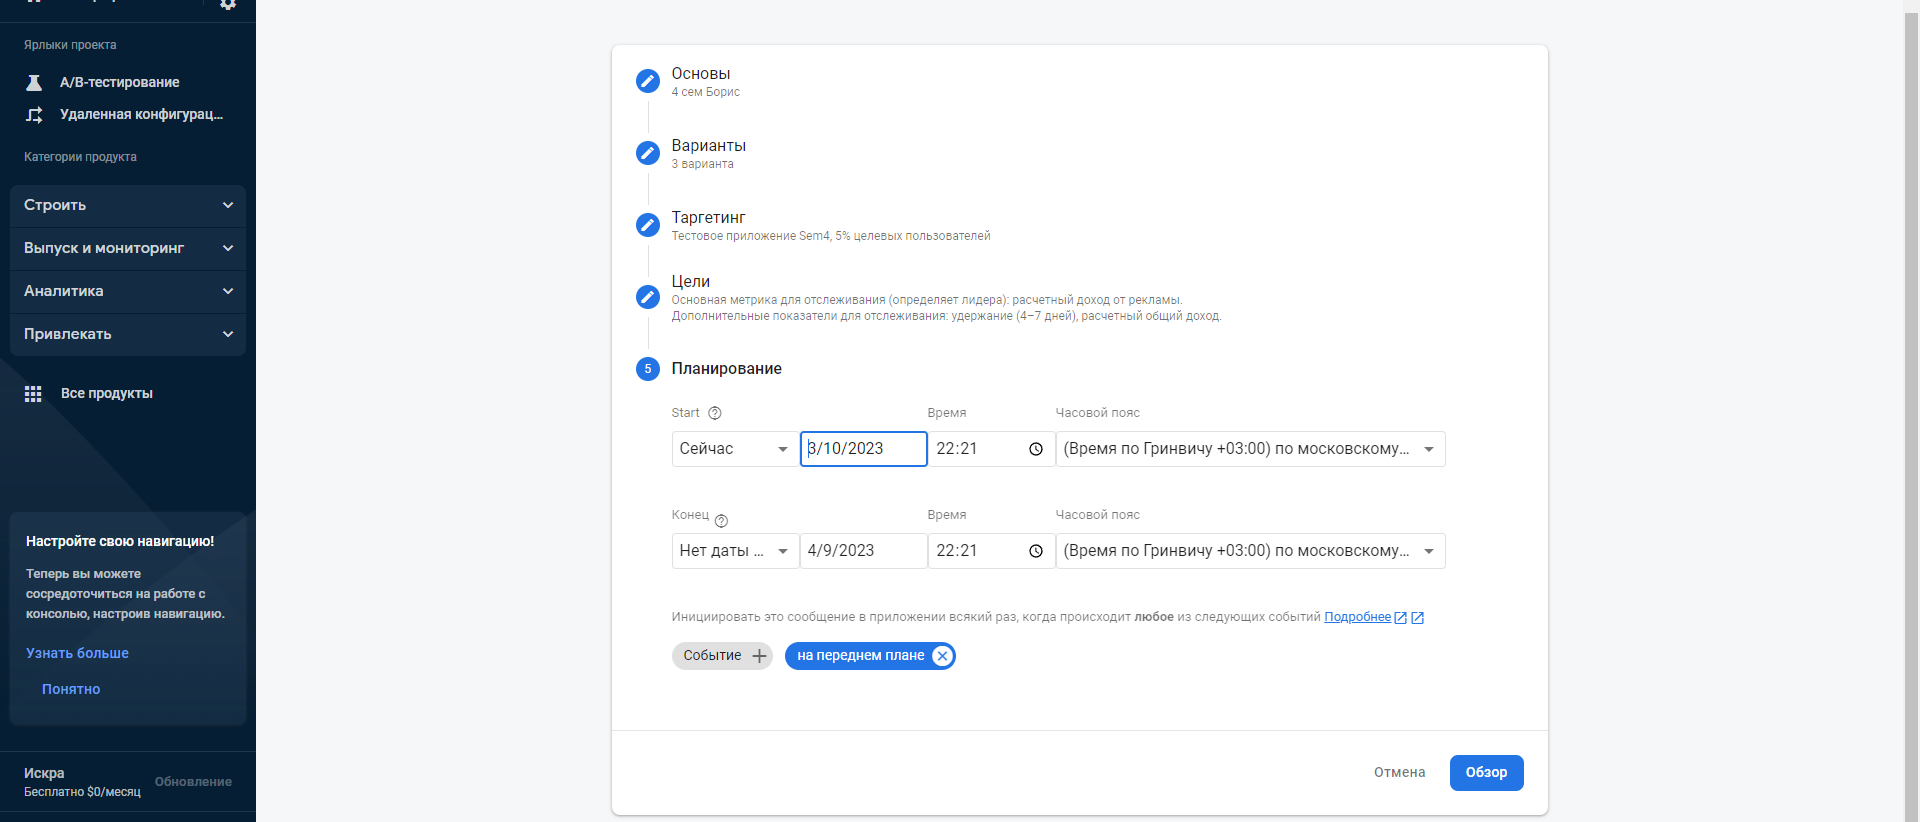 Ярлыки проекта
A/B-тестирование
Удаленная конфигурац...
Категории продукта
Строить
Выпуск и мониторинг
Аналитика
Привлекать
Все продукты
Настройте свою навигацию!
Теперь вы можете
сосредоточиться на работе с
консолью, настроив навигацию.
Узнать больше
Понятно
Искра
Бесплатно $0/месяц
Обновление
Основы
4 сем Борис
Варианты
3 варианта
Таргетинг
Тестовое приложение Sem4, 5% целевых пользователей
Цели
Основная метрика для отслеживания (определяет лидера): расчетный доход от рекламы.
Дополнительные показатели для отслеживания: удержание (4–7 дней), расчетный общий доход.
5 Планирование
Start Время Часовой пояс
Сейчас 3/10/2023 22:21 (Время по Гринвичу +03:00) по московскому...
Конец Время Часовой пояс
Нет даты ... 4/9/2023 22:21 (Время по Гринвичу +03:00) по московскому...
Инициировать это сообщение в приложении всякий раз, когда происходит любое из следующих событий Подробнее
Событие на переднем плане
Отмена Обзор